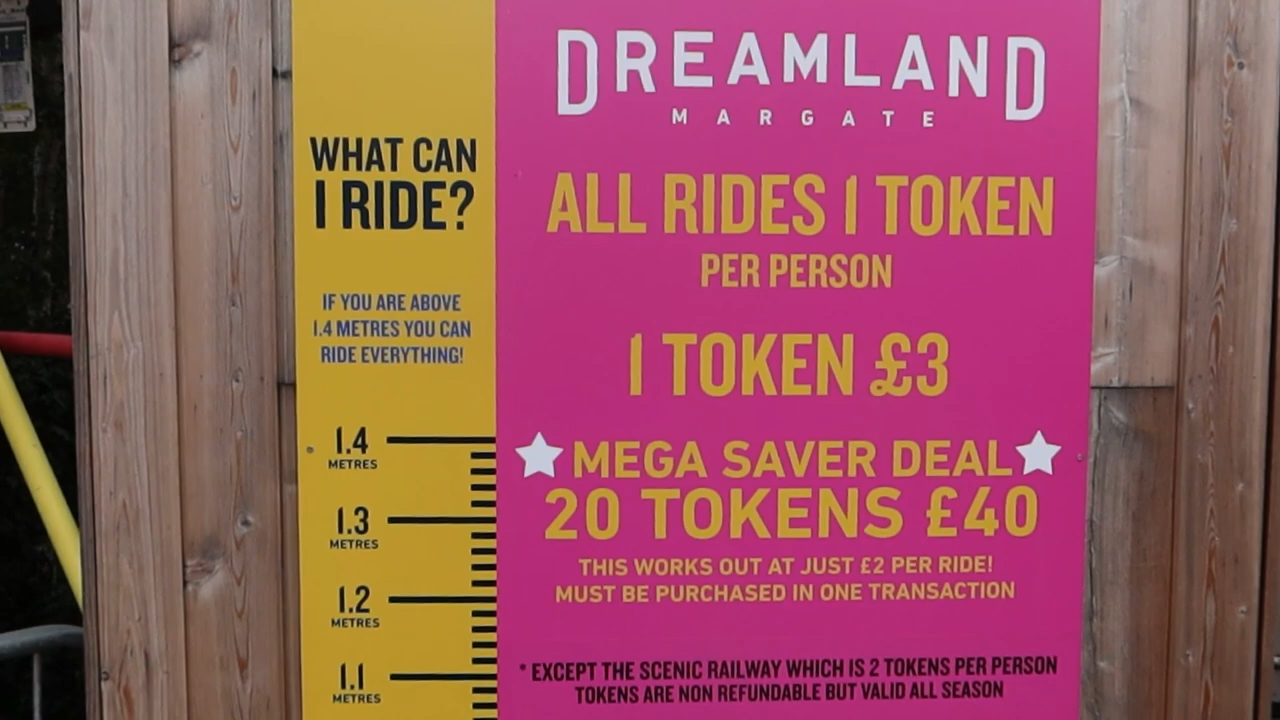 WHAT CAN
I RIDE?
IF YOU ARE ABOVE
1.4 METRES YOU CAN
RIDE EVERYTHING!
1.4
METRES
1.3
METRES
1.2
METRES
1.1
METRES
DREAMLAND
MARGATE
ALL RIDES 1 TOKEN
PER PERSON
1 TOKEN £3
MEGA SAVER DEAL
20 TOKENS £40
THIS WORKS OUT AT JUST £2 PER RIDE!
MUST BE PURCHASED IN ONE TRANSACTION
* EXCEPT THE SCENIC RAILWAY WHICH IS 2 TOKENS PER PERSON
TOKENS ARE NON REFUNDABLE BUT VALID ALL SEASON